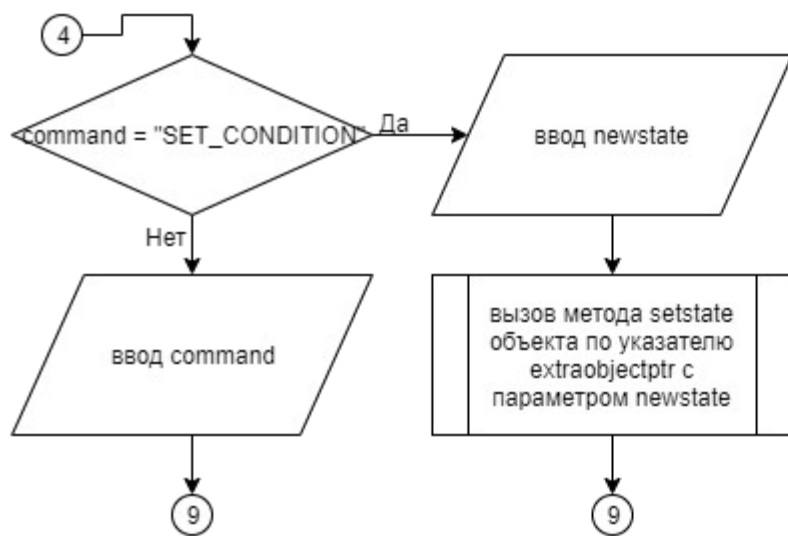 4
command = "SET_CONDITION"
Да
ввод newstate
Нет
ввод command
вызов метода setstate
объекта по указателю
extraobjectptr с
параметром newstate
9
9